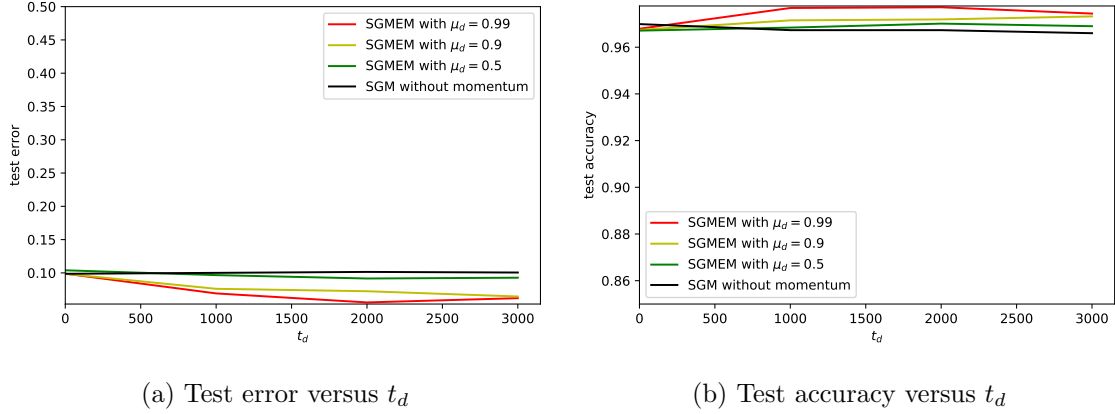 0.50
0.45
0.40
0.35
0.30
0.25
0.20
0.15
0.10
test error
0 500 1000 1500 2000 2500 3000
t_d
SGMEM with μ_d = 0.99
SGMEM with μ_d = 0.9
SGMEM with μ_d = 0.5
SGM without momentum
(a) Test error versus t_d
0.96
0.94
0.92
0.90
0.88
0.86
test accuracy
0 500 1000 1500 2000 2500 3000
t_d
SGMEM with μ_d = 0.99
SGMEM with μ_d = 0.9
SGMEM with μ_d = 0.5
SGM without momentum
(b) Test accuracy versus t_d